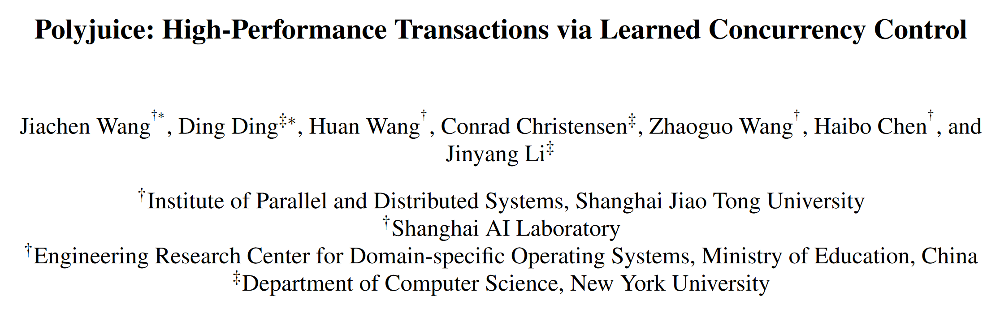 Polyjuice: High-Performance Transactions via Learned Concurrency Control
Jiachen Wang†*, Ding Ding‡*, Huan Wang†, Conrad Christensen‡, Zhaoguo Wang†, Haibo Chen†, and
Jinyang Li‡
†Institute of Parallel and Distributed Systems, Shanghai Jiao Tong University
†Shanghai AI Laboratory
†Engineering Research Center for Domain-specific Operating Systems, Ministry of Education, China
‡Department of Computer Science, New York University